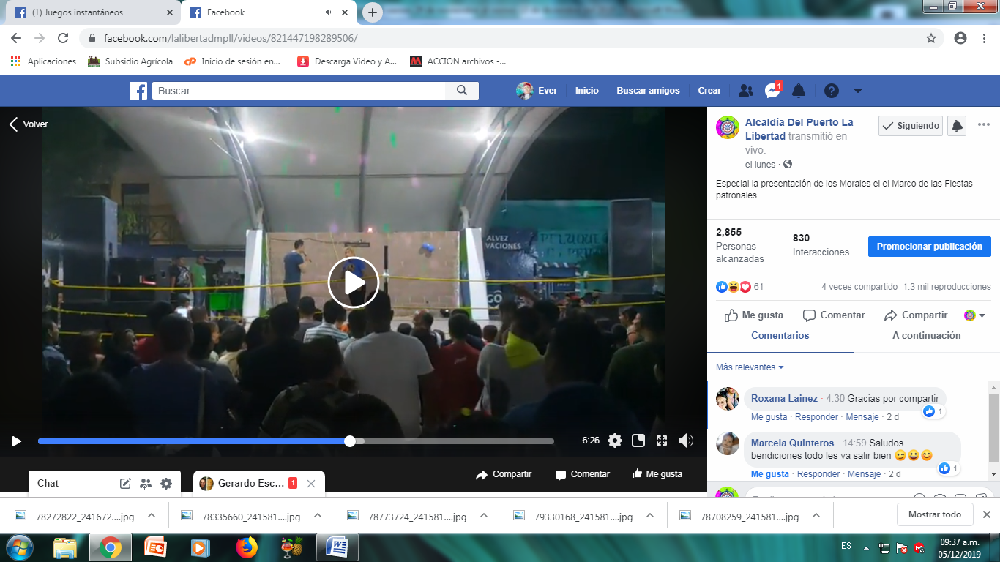 (1) Juegos instantáneos
Facebook
facebook.com/lalibertadmpll/videos/821447198289506/
Aplicaciones
Subsidio Agrícola
Inicio de sesión en...
Descarga Video y A...
ACCION archivos -...
Buscar
Ever
Inicio
Buscar amigos
Crear
1
Volver
ALVEZ
VACIONES
Alcaldía Del Puerto La
Libertad transmitió en
vivo.
el lunes ·
Siguiendo
Especial la presentación de los Morales el el Marco de las Fiestas
patronales.
2,855
Personas
alcanzadas
830
Interacciones
Promocionar publicación
61
4 veces compartido 1.3 mil reproducciones
Me gusta
Comentar
Compartir
Comentarios
A continuación
Más relevantes
Roxana Lainez · 4:30 Gracias por compartir
1
Me gusta · Responder · Mensaje · 2 d
Marcela Quinteros · 14:59 Saludos
bendiciones todo les va salir bien 😉😀😊
1
Me gusta · Responder · Mensaje · 2 d
-6:26
Compartir
Comentar
Me gusta
Chat
Gerardo Esc... 1
78272822_241672....jpg
78335660_241581....jpg
78773724_241581....jpg
79330168_241581....jpg
78708259_241581....jpg
Mostrar todo
ES
09:37 a.m.
05/12/2019